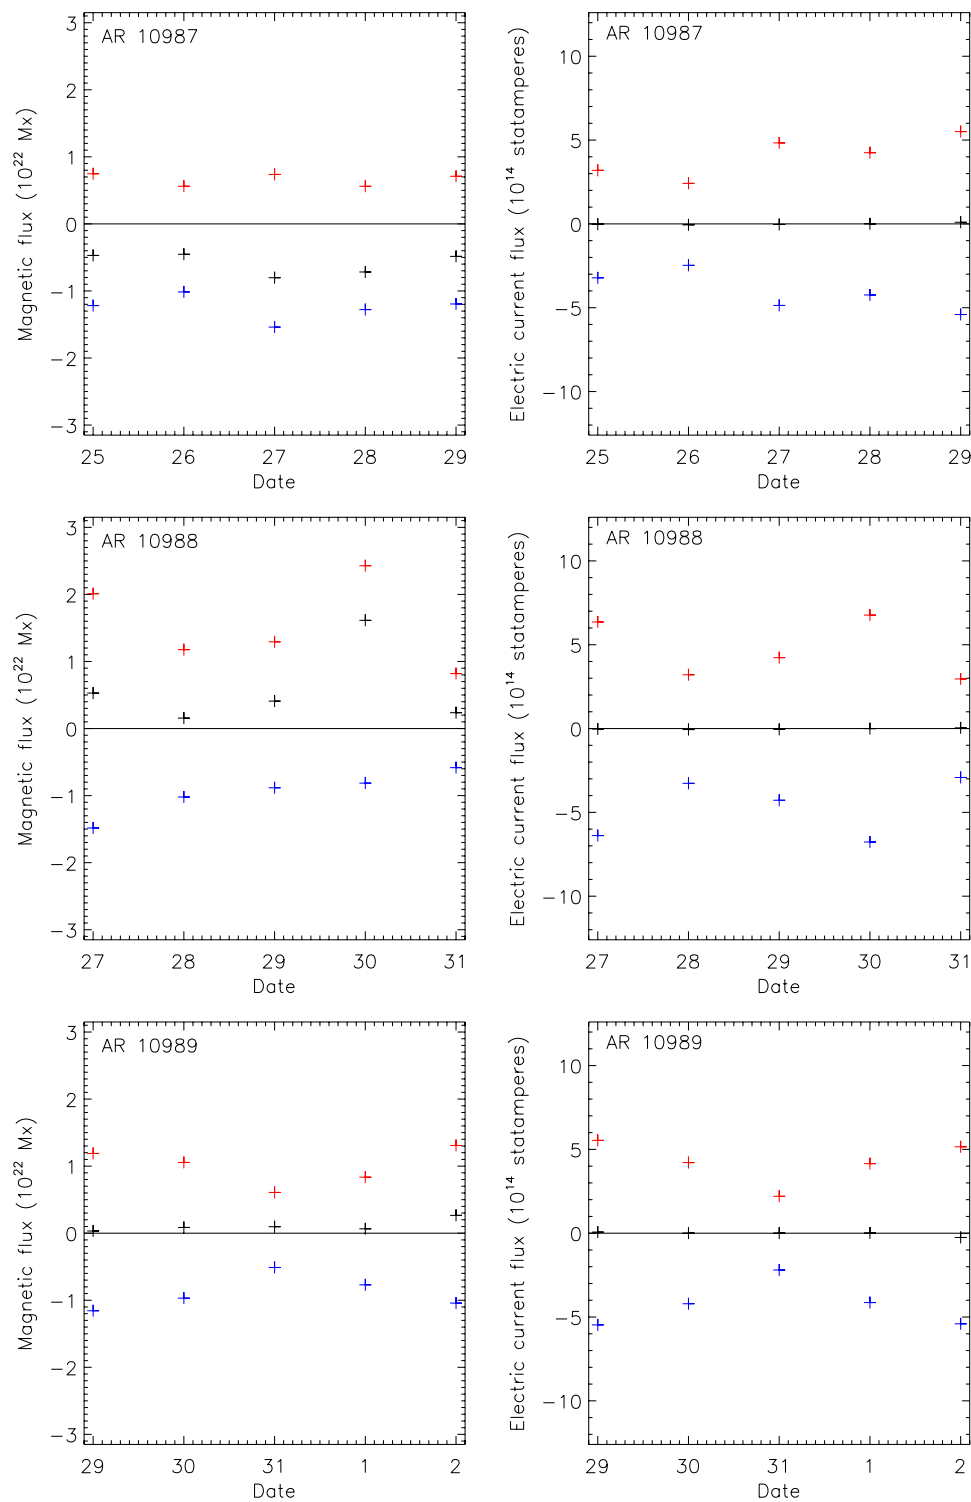 AR 10987
3
2
1
0
−1
−2
−3
Magnetic flux (10²² Mx)
25 26 27 28 29
Date
AR 10987
10
5
0
−5
−10
Electric current flux (10¹⁴ statamperes)
25 26 27 28 29
Date
AR 10988
3
2
1
0
−1
−2
−3
Magnetic flux (10²² Mx)
27 28 29 30 31
Date
AR 10988
10
5
0
−5
−10
Electric current flux (10¹⁴ statamperes)
27 28 29 30 31
Date
AR 10989
3
2
1
0
−1
−2
−3
Magnetic flux (10²² Mx)
29 30 31 1 2
Date
AR 10989
10
5
0
−5
−10
Electric current flux (10¹⁴ statamperes)
29 30 31 1 2
Date